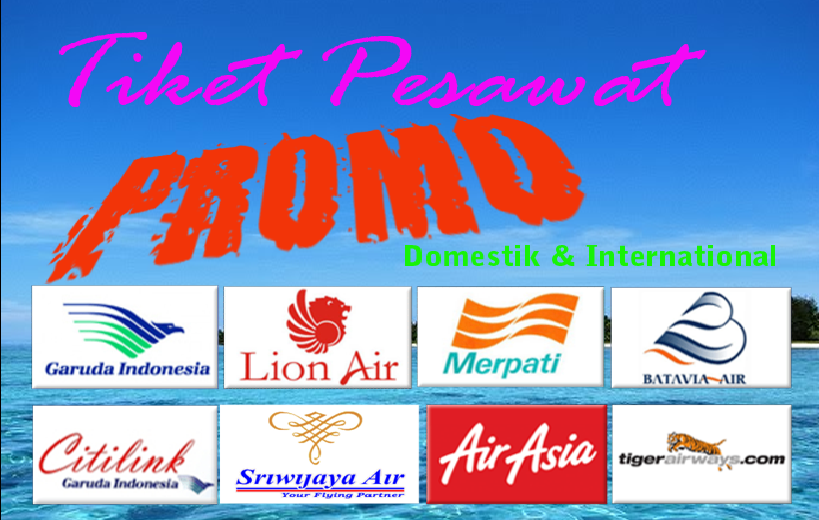 Tiket Pesawat
PROMO
Domestik & International
Garuda Indonesia
Lion Air
Merpati
BATAVIA AIR
Citilink
Garuda Indonesia
Sriwijaya Air
Your Flying Partner
AirAsia
tigerairways.com